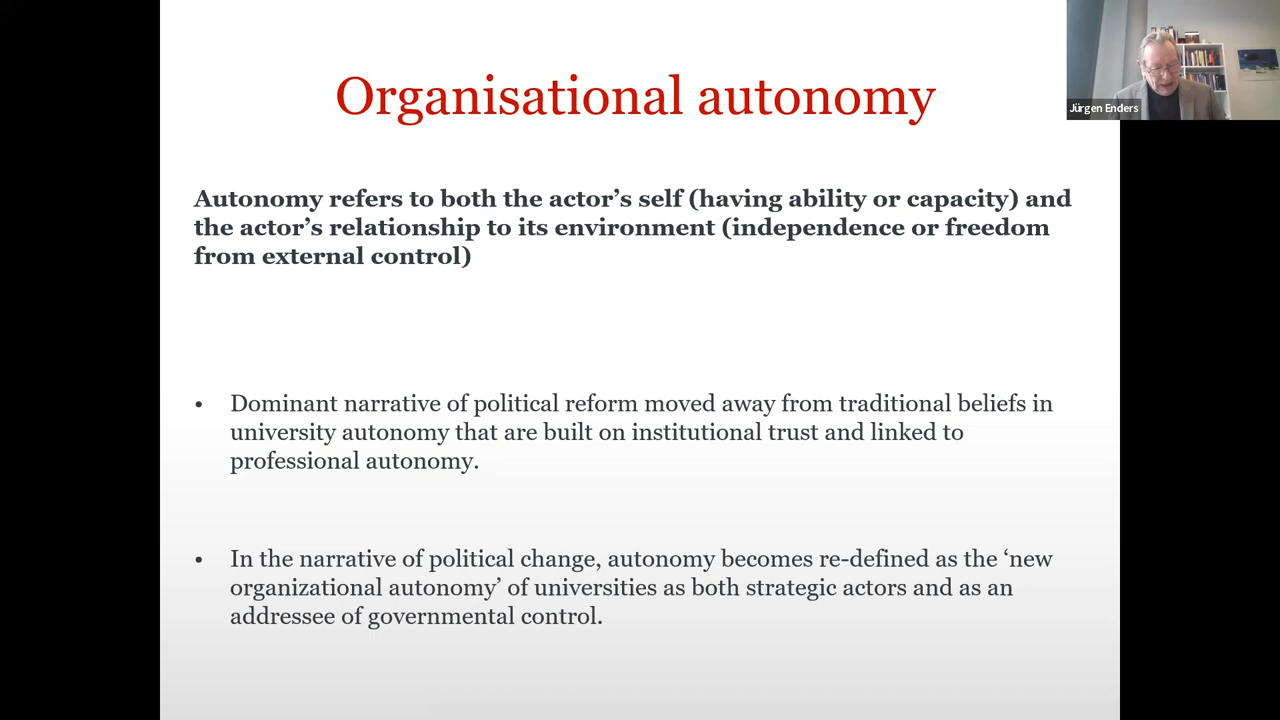 Organisational autonomy
Jürgen Enders
Autonomy refers to both the actor’s self (having ability or capacity) and
the actor’s relationship to its environment (independence or freedom
from external control)
• Dominant narrative of political reform moved away from traditional beliefs in
university autonomy that are built on institutional trust and linked to
professional autonomy.
• In the narrative of political change, autonomy becomes re-defined as the ‘new
organizational autonomy’ of universities as both strategic actors and as an
addressee of governmental control.